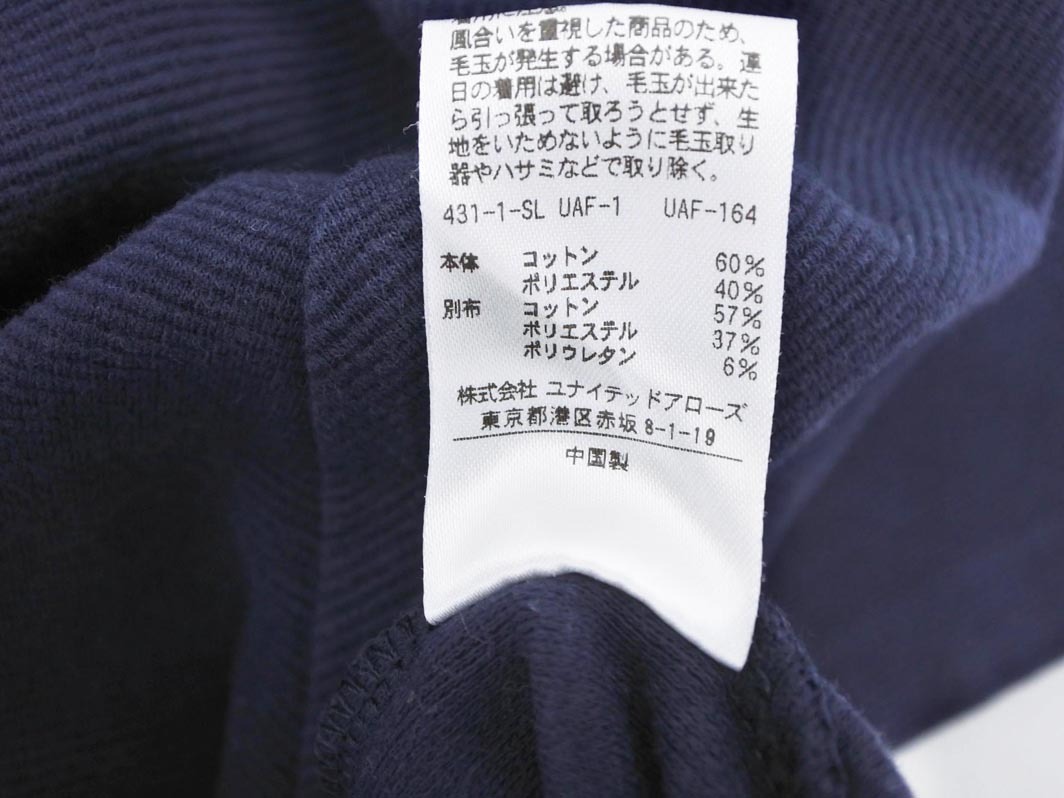 着用に注意。
風合いを重視した商品のため、
毛玉が発生する場合がある。連
日の着用は避け、毛玉が出来た
ら引っ張って取ろうとせず、生
地をいためないように毛玉取り
器やハサミなどで取り除く。
431-1-SL UAF-1 UAF-164
本体 コットン 60%
ポリエステル 40%
別布 コットン 57%
ポリエステル 37%
ポリウレタン 6%
株式会社 ユナイテッドアローズ
東京都港区赤坂 8-1-19
中国製